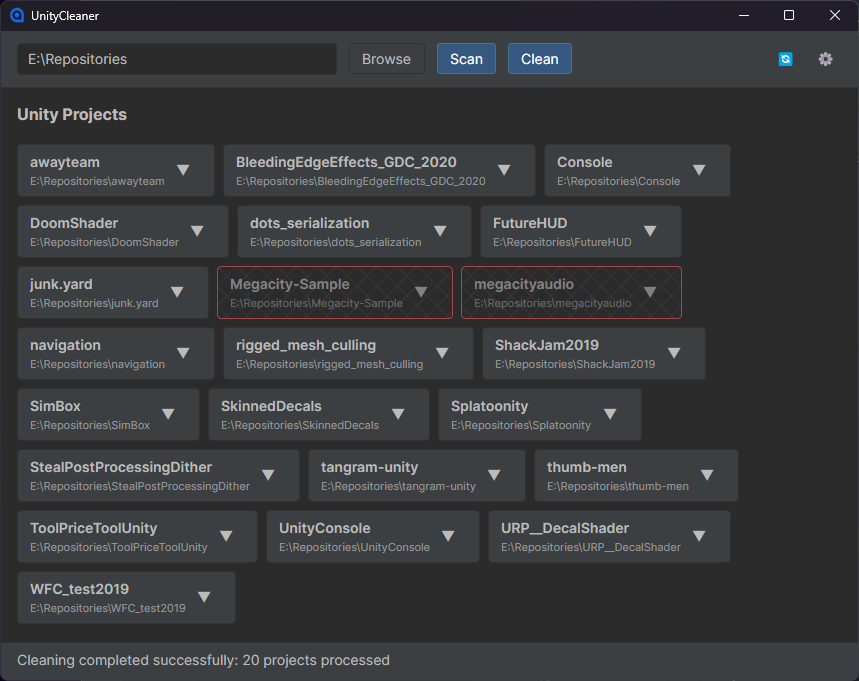 UnityCleaner
E:\Repositories
Browse
Scan
Clean
Unity Projects
awayteam
E:\Repositories\awayteam
BleedingEdgeEffects_GDC_2020
E:\Repositories\BleedingEdgeEffects_GDC_2020
Console
E:\Repositories\Console
DoomShader
E:\Repositories\DoomShader
dots_serialization
E:\Repositories\dots_serialization
FutureHUD
E:\Repositories\FutureHUD
junk.yard
E:\Repositories\junk.yard
Megacity-Sample
E:\Repositories\Megacity-Sample
megacityaudio
E:\Repositories\megacityaudio
navigation
E:\Repositories\navigation
rigged_mesh_culling
E:\Repositories\rigged_mesh_culling
ShackJam2019
E:\Repositories\ShackJam2019
SimBox
E:\Repositories\SimBox
SkinnedDecals
E:\Repositories\SkinnedDecals
Splatoonity
E:\Repositories\Splatoonity
StealPostProcessingDither
E:\Repositories\StealPostProcessingDither
tangram-unity
E:\Repositories\tangram-unity
thumb-men
E:\Repositories\thumb-men
ToolPriceToolUnity
E:\Repositories\ToolPriceToolUnity
UnityConsole
E:\Repositories\UnityConsole
URP__DecalShader
E:\Repositories\URP__DecalShader
WFC_test2019
E:\Repositories\WFC_test2019
Cleaning completed successfully: 20 projects processed